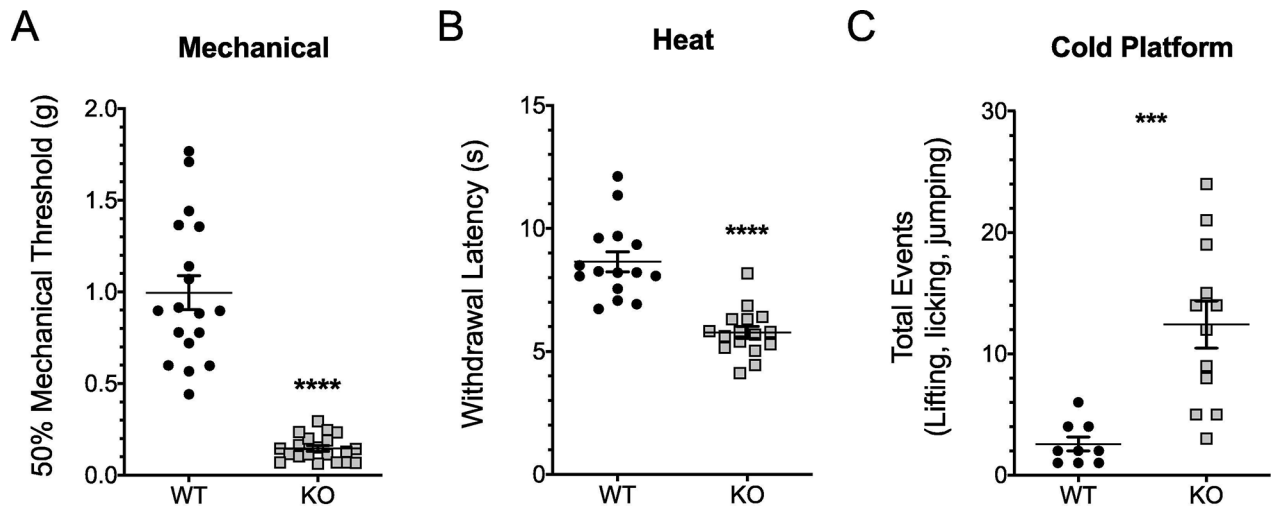 A
Mechanical
50% Mechanical Threshold (g)
2.0
1.5
1.0
0.5
0.0
****
WT
KO
B
Heat
Withdrawal Latency (s)
15
10
5
0
****
WT
KO
C
Cold Platform
Total Events
(Lifting, licking, jumping)
30
20
10
0
***
WT
KO